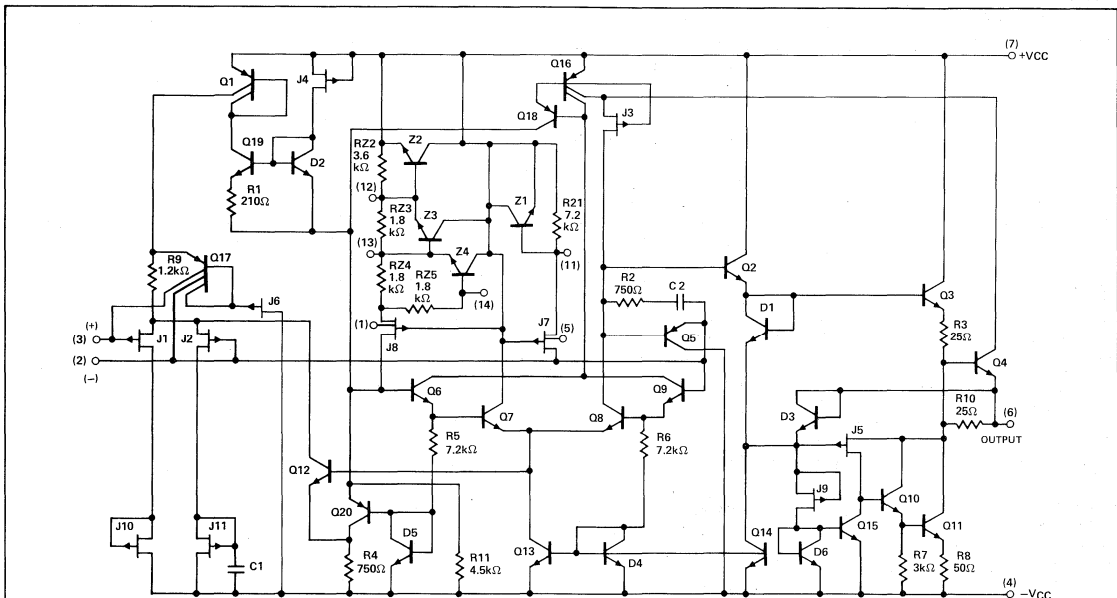 (7)
+VCC
Q1
J4
Q16
J3
Q18
Q19
D2
R1
210Ω
RZ2
3.6
kΩ
Z2
(12)
RZ3
1.8
kΩ
Z3
Z1
R21
7.2
kΩ
(13)
RZ4
1.8
kΩ
RZ5
1.8
kΩ
Z4
(11)
(14)
R9
1.2kΩ
Q17
J6
(+)
(3)
J1
J2
(2)
(−)
(1)
J8
J7
(5)
R2
750Ω
C 2
Q5
Q2
D1
Q3
R3
25Ω
Q4
Q6
Q7
Q8
Q9
D3
R10
25Ω
(6)
OUTPUT
J5
R5
7.2kΩ
R6
7.2kΩ
Q12
J9
Q10
Q20
D5
J10
J11
C1
R4
750Ω
R11
4.5kΩ
Q13
D4
Q14
D6
Q15
Q11
R7
3kΩ
R8
50Ω
(4)
−VCC